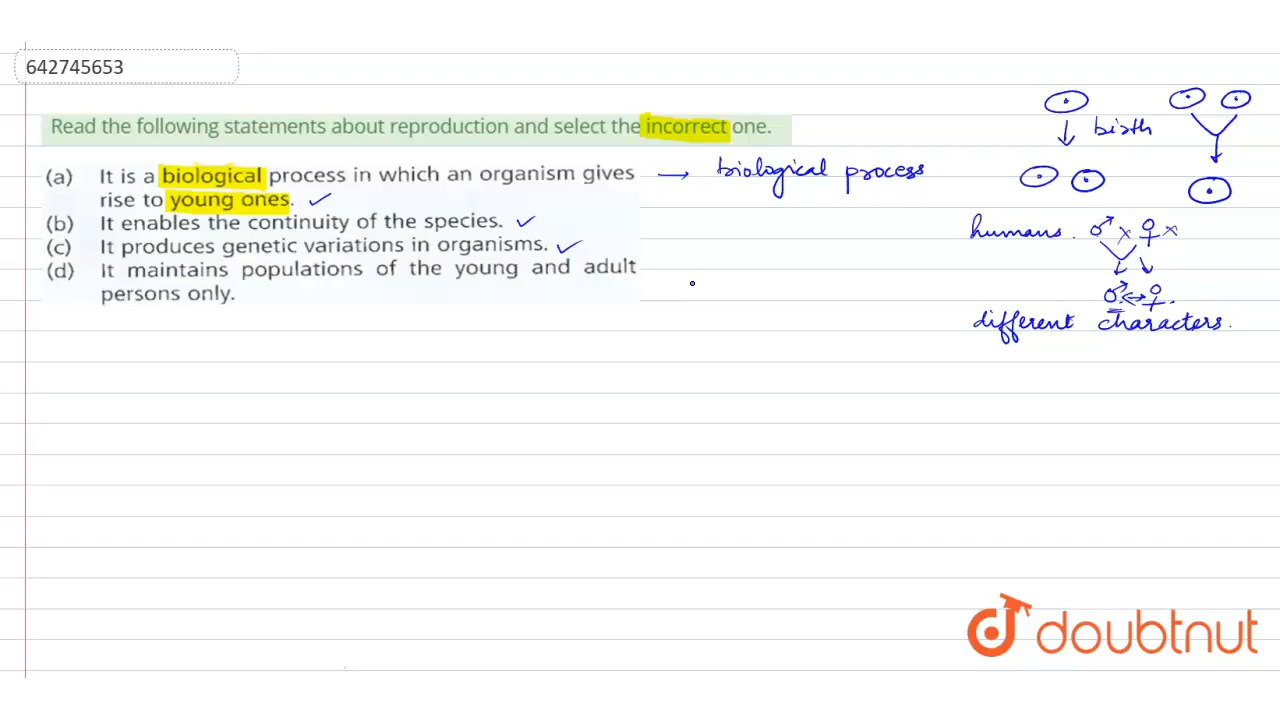 642745653
Read the following statements about reproduction and select the incorrect one.
(a) It is a biological process in which an organism gives
rise to young ones.
(b) It enables the continuity of the species.
(c) It produces genetic variations in organisms.
(d) It maintains populations of the young and adult
persons only.
biological process
birth
humans. ♂ x ♀ x
♂ ↔ ♀.
different characters.
doubtnut